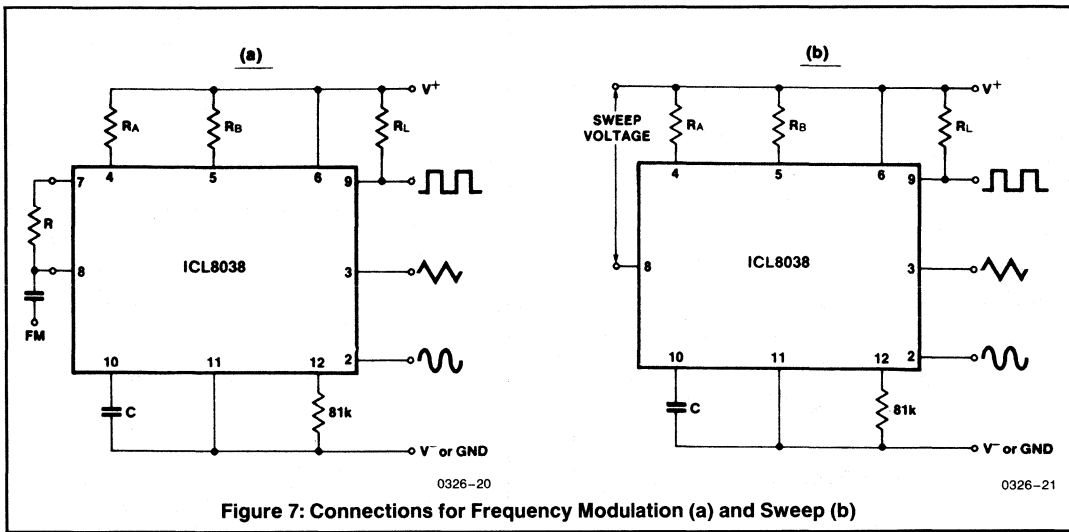 (a)
V+
RA
RB
RL
4
5
6
7
9
R
8
ICL8038
3
FM
10
11
12
2
C
81k
V− or GND
0326–20
(b)
V+
SWEEP
VOLTAGE
RA
RB
RL
4
5
6
9
8
ICL8038
3
10
11
12
2
C
81k
V− or GND
0326–21
Figure 7: Connections for Frequency Modulation (a) and Sweep (b)